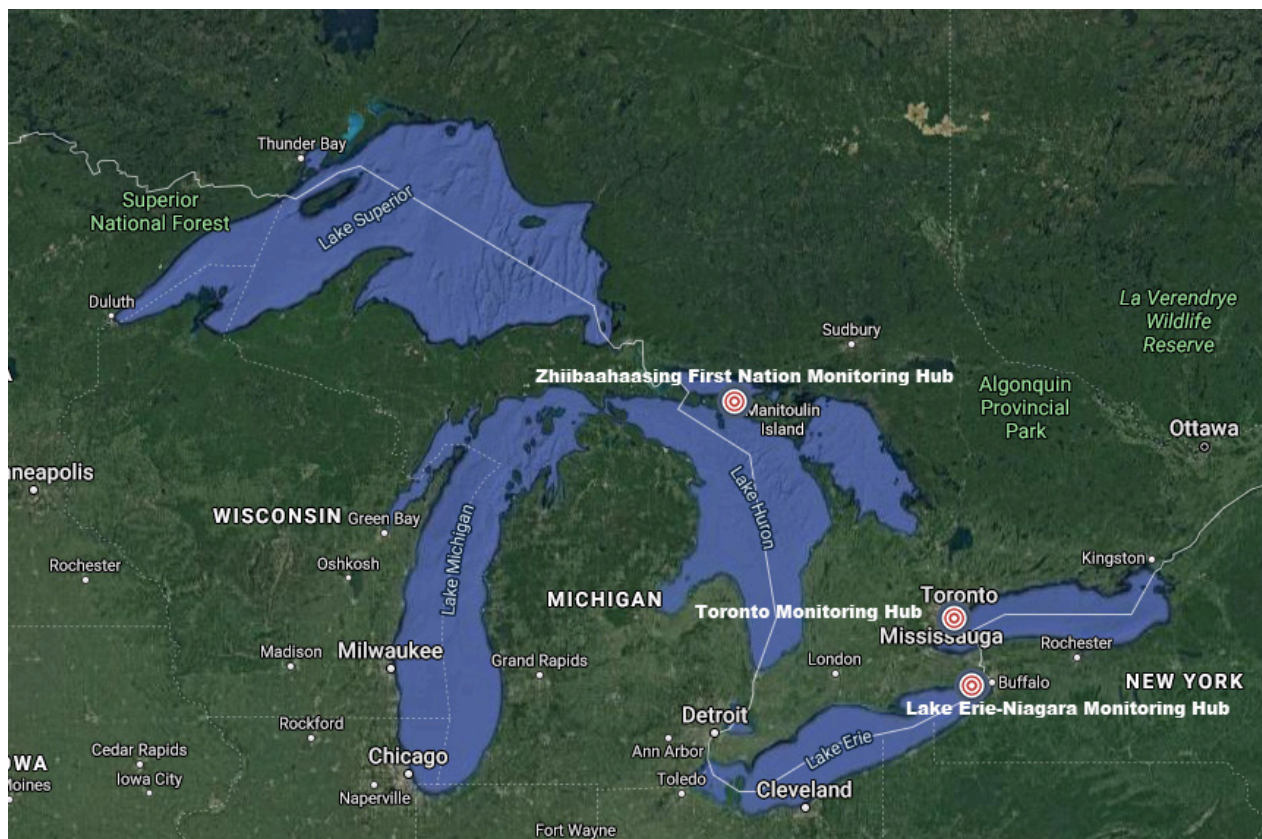 Thunder Bay
Superior
National Forest
Lake Superior
Duluth
La Verendrye
Wildlife
Reserve
Sudbury
Zhiibaahaasing First Nation Monitoring Hub
Algonquin
Provincial
Park
Manitoulin
Island
Ottawa
nneapolis
WISCONSIN
Green Bay
Lake Michigan
Lake Huron
Rochester
Oshkosh
Kingston
MICHIGAN
Toronto
Toronto Monitoring Hub
Mississauga
Madison
Milwaukee
Grand Rapids
London
Rochester
Buffalo
NEW YORK
Lake Erie-Niagara Monitoring Hub
Rockford
Detroit
Cedar Rapids
Ann Arbor
Lake Erie
OWA
Chicago
Moines
Iowa City
Naperville
Toledo
Cleveland
Fort Wayne